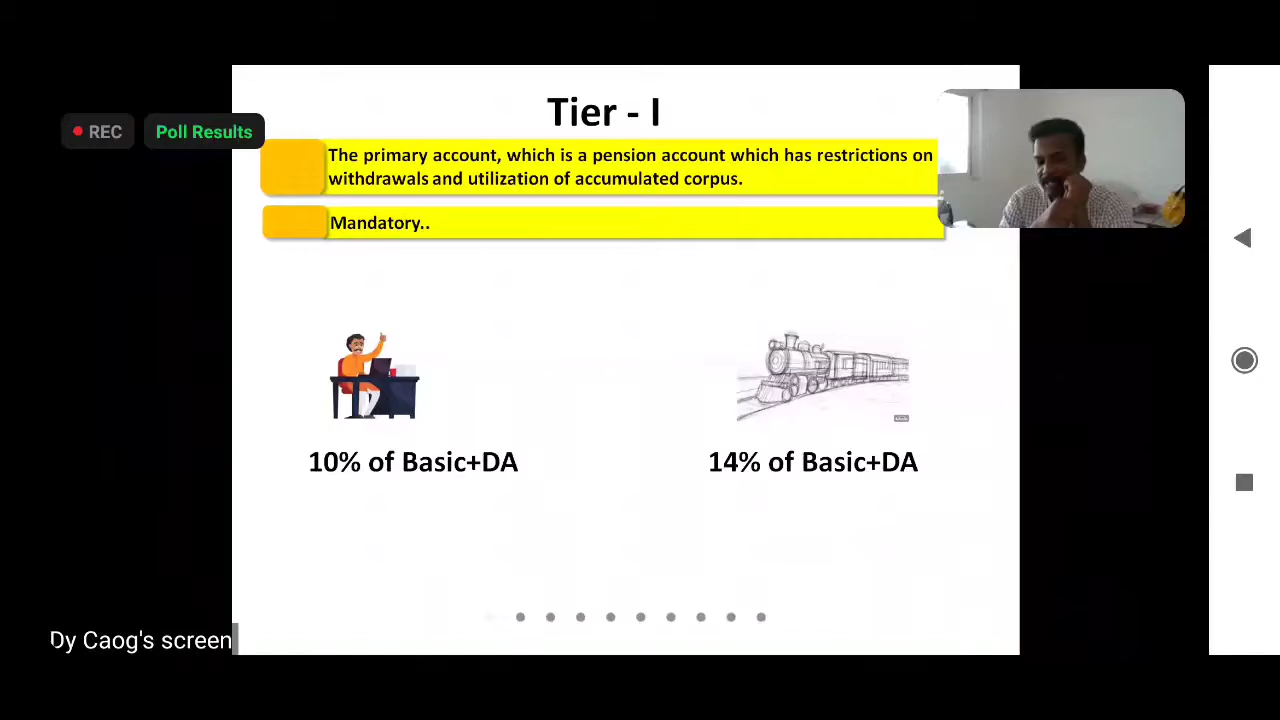 Tier - I
REC
Poll Results
The primary account, which is a pension account which has restrictions on
withdrawals and utilization of accumulated corpus.
Mandatory..
10% of Basic+DA
14% of Basic+DA
Dy Caog's screen